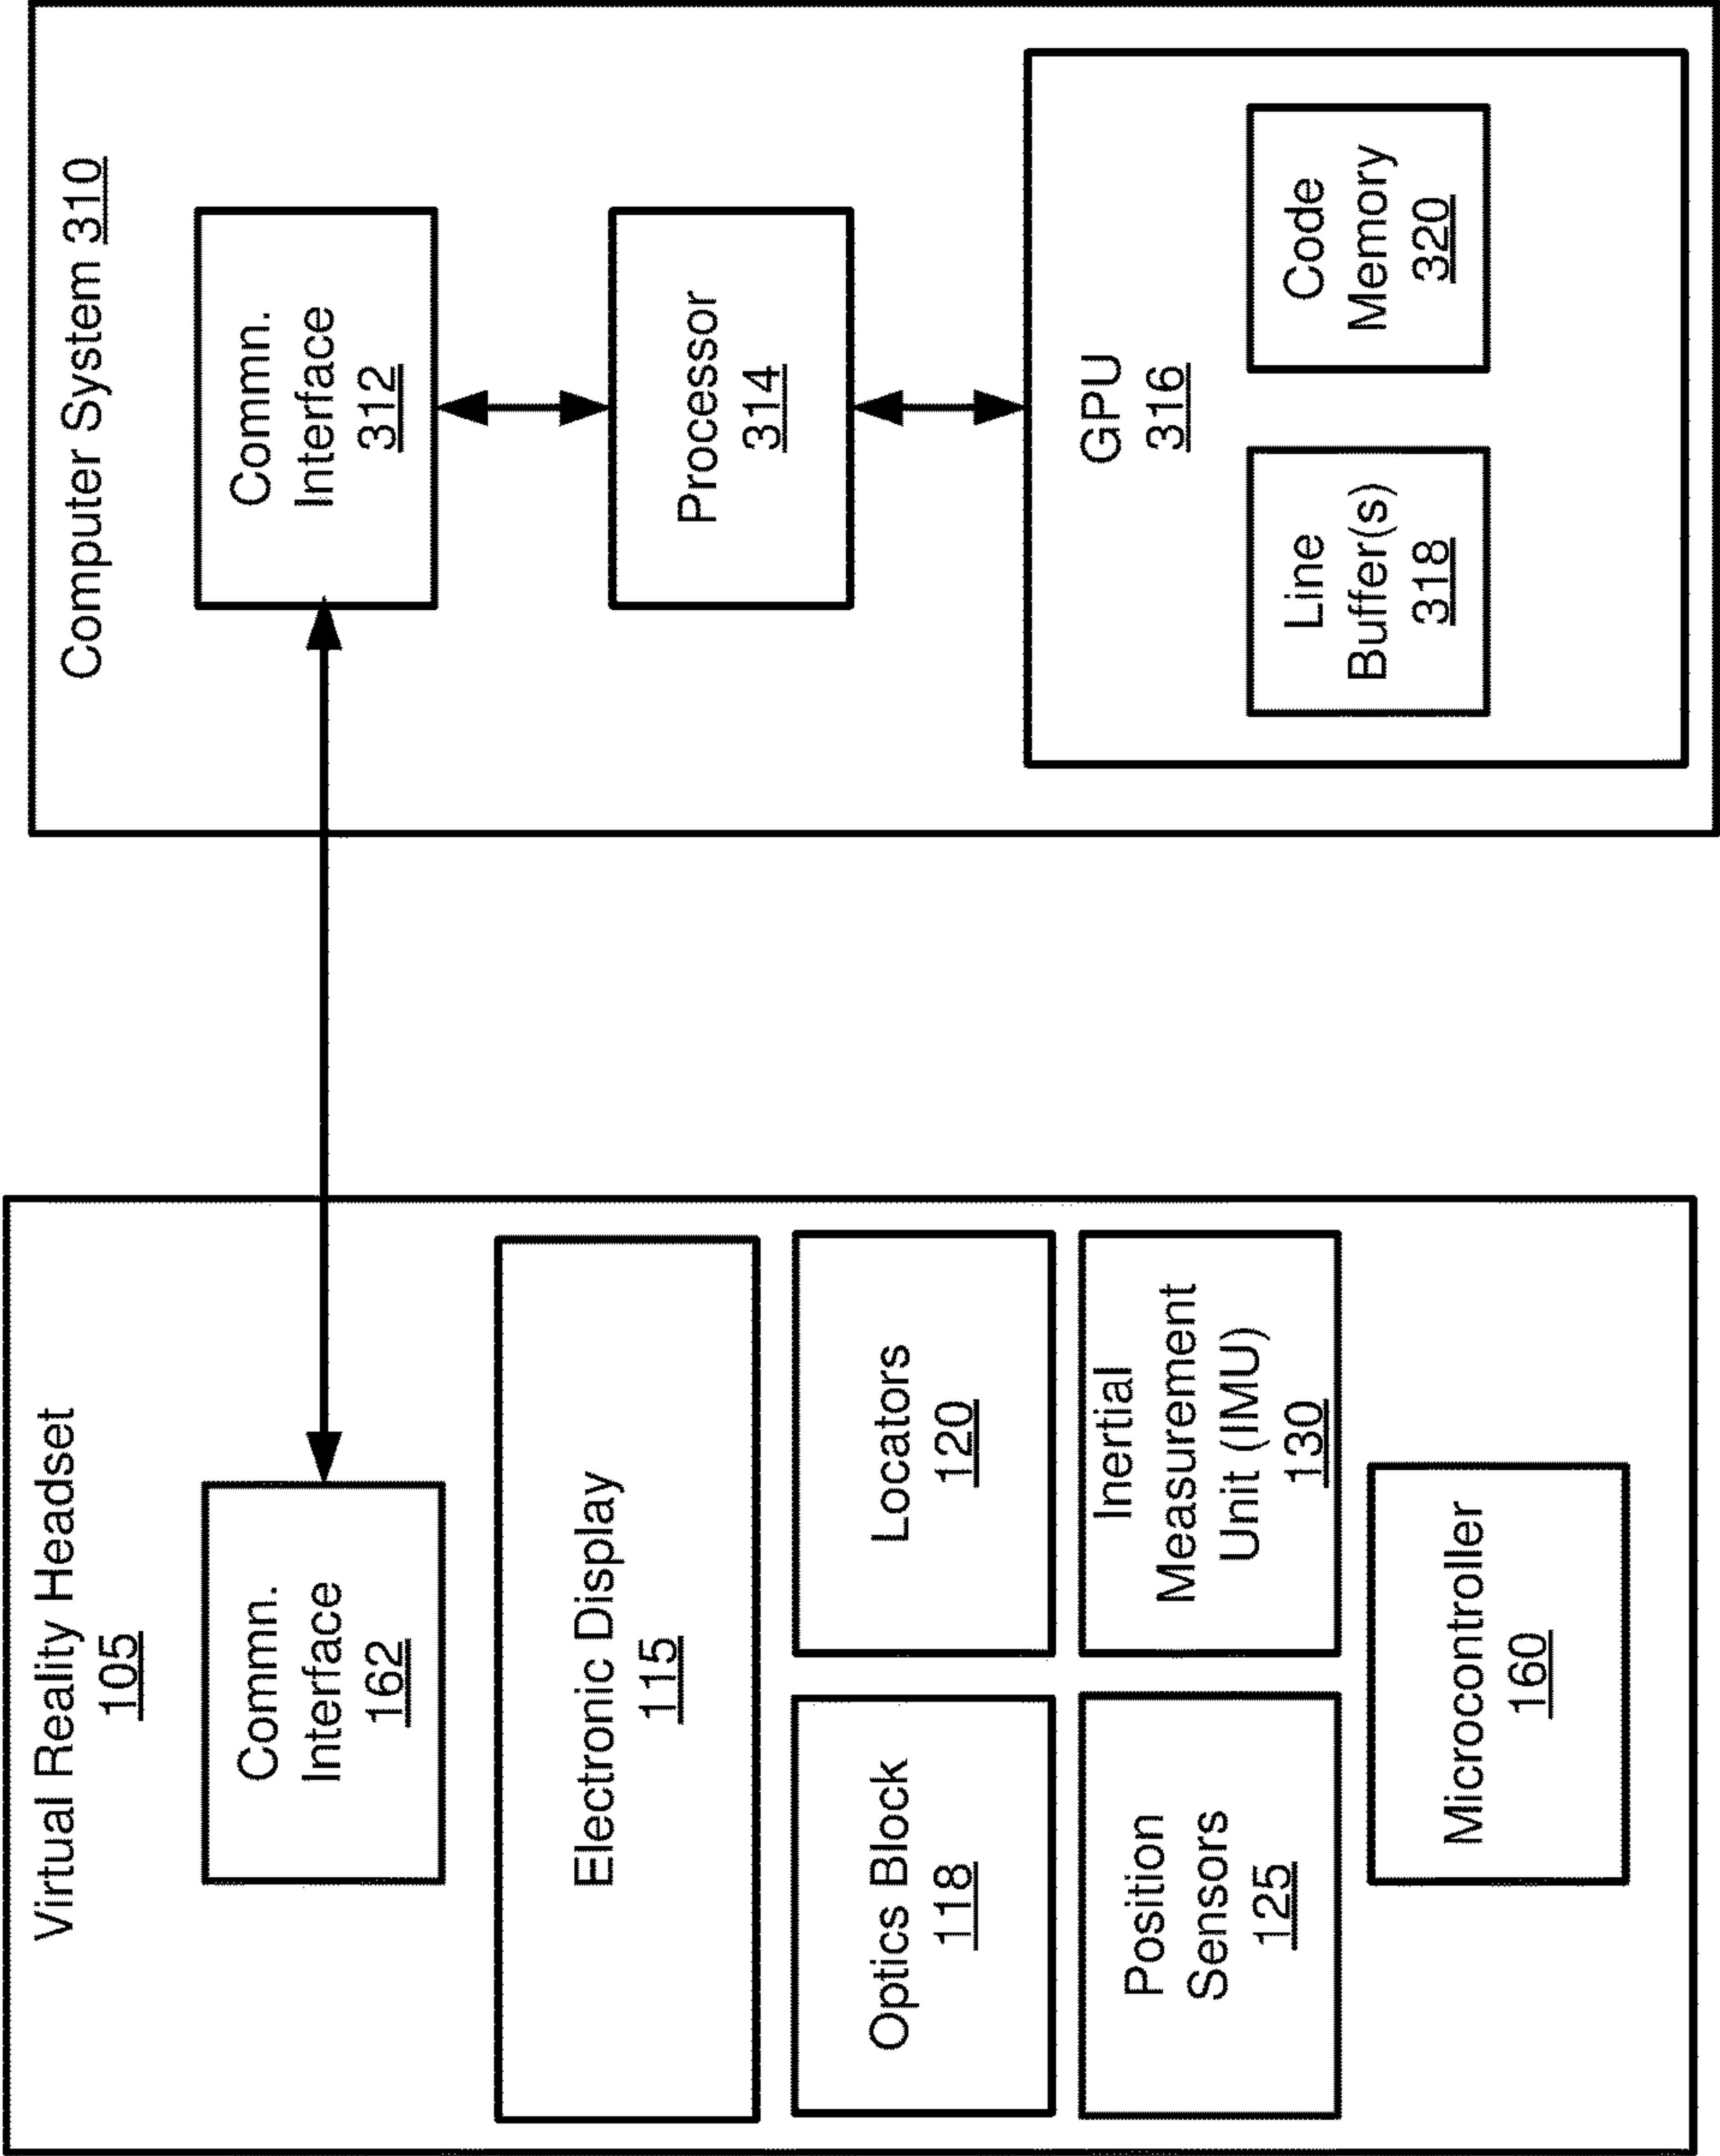 Virtual Reality Headset
105
Commn.
Interface
162
Electronic Display
115
Optics Block
118
Locators
120
Position
Sensors
125
Inertial
Measurement
Unit (IMU)
130
Microcontroller
160
Computer System 310
Commn.
Interface
312
Processor
314
GPU
316
Line
Buffer(s)
318
Code
Memory
320